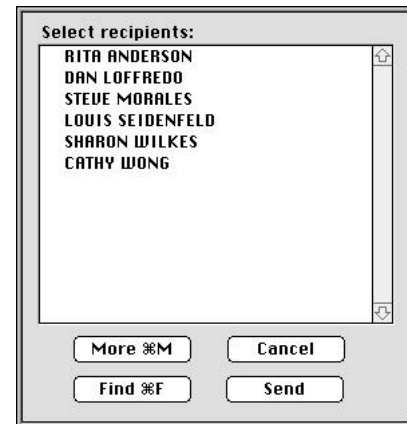 Select recipients:
RITA ANDERSON
DAN LOFFREDO
STEVE MORALES
LOUIS SEIDENFELD
SHARON WILKES
CATHY WONG
More ⌘M
Cancel
Find ⌘F
Send